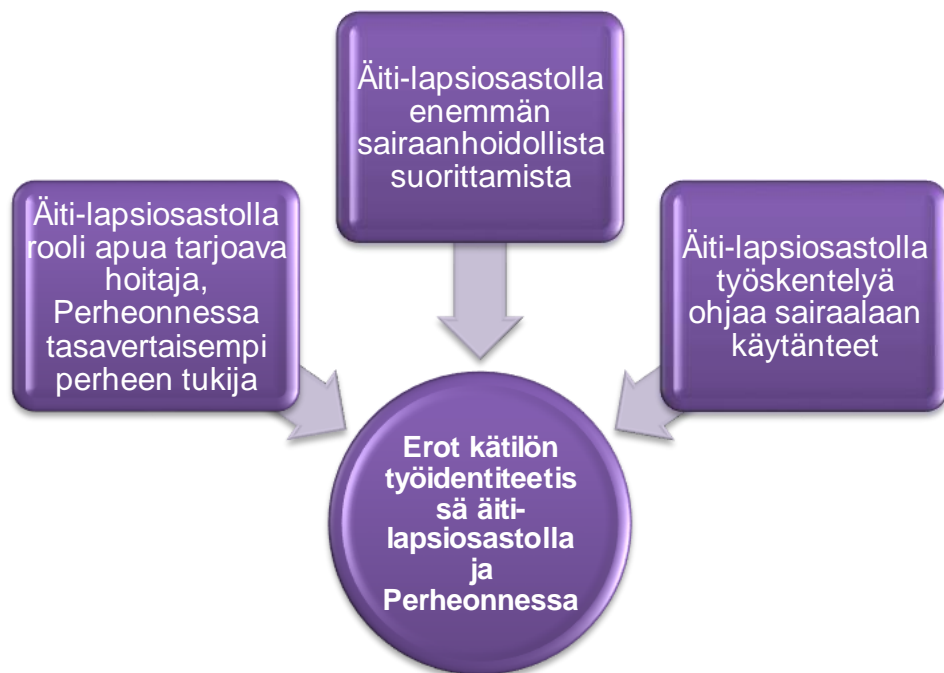 Äiti-lapsiosastolla
rooli apua tarjoava
hoitaja,
Perheonnessa
tasavertaisempi
perheen tukija
Äiti-lapsiosastolla
enemmän
sairaanhoidollista
suorittamista
Äiti-lapsiosastolla
työskentelyä
ohjaa sairaalaan
käytänteet
Erot kätilön
työidentiteetis
sä äiti-
lapsiosastolla
ja
Perheonnessa